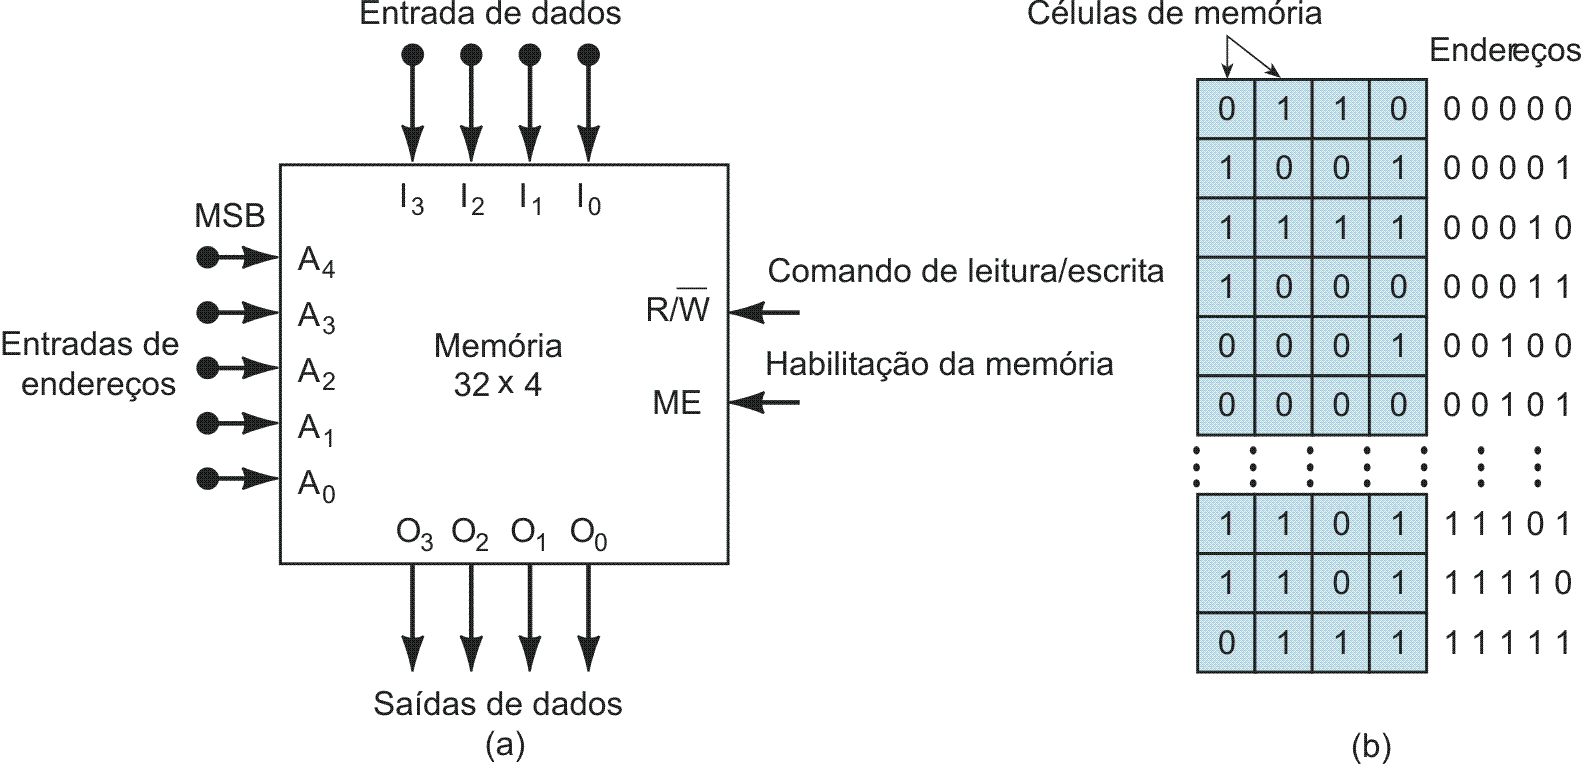 Entrada de dados
I3 I2 I1 I0
MSB
A4
A3
A2
A1
A0
Entradas de
endereços
Memória
32 x 4
R/W̅
ME
Comando de leitura/escrita
Habilitação da memória
O3 O2 O1 O0
Saídas de dados
(a)
Células de memória
Endereços
0 1 1 0 0 0 0 0 0
1 0 0 1 0 0 0 0 1
1 1 1 1 0 0 0 1 0
1 0 0 0 0 0 0 1 1
0 0 0 1 0 0 1 0 0
0 0 0 0 0 0 1 0 1
1 1 0 1 1 1 1 0 1
1 1 0 1 1 1 1 1 0
0 1 1 1 1 1 1 1 1
(b)